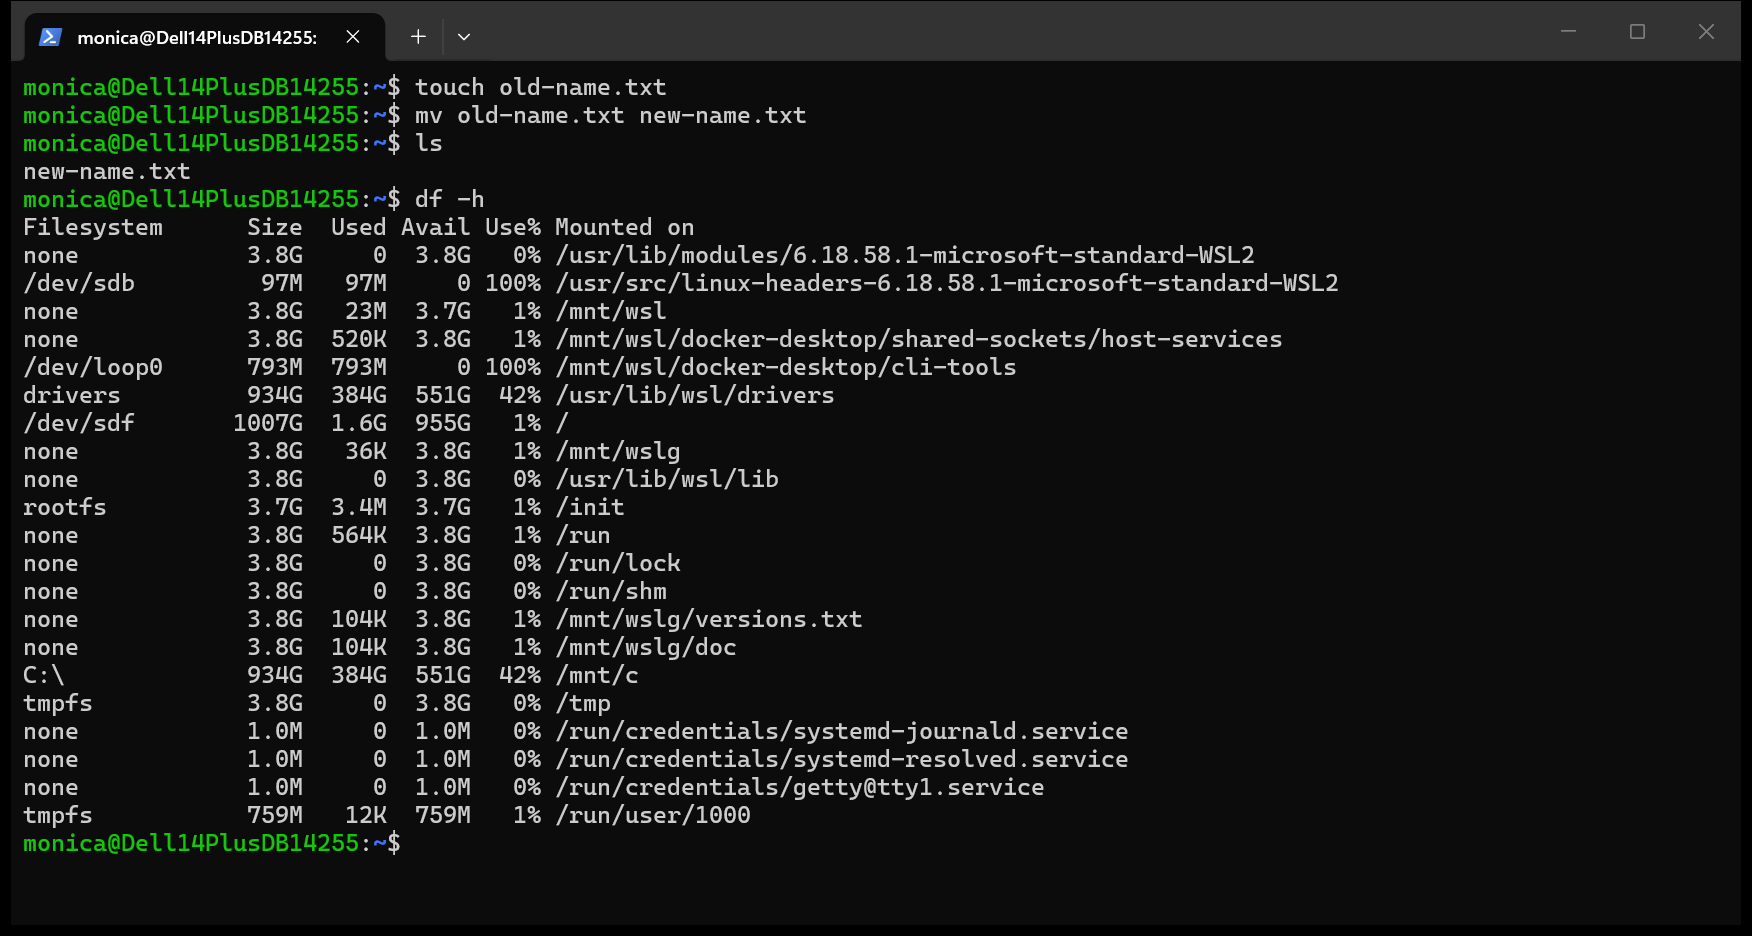 monica@Dell14PlusDB14255:
monica@Dell14PlusDB14255:~$ touch old-name.txt
monica@Dell14PlusDB14255:~$ mv old-name.txt new-name.txt
monica@Dell14PlusDB14255:~$ ls
new-name.txt
monica@Dell14PlusDB14255:~$ df -h
Filesystem      Size  Used Avail Use% Mounted on
none            3.8G     0  3.8G   0% /usr/lib/modules/6.18.58.1-microsoft-standard-WSL2
/dev/sdb         97M   97M     0 100% /usr/src/linux-headers-6.18.58.1-microsoft-standard-WSL2
none            3.8G   23M  3.7G   1% /mnt/wsl
none            3.8G  520K  3.8G   1% /mnt/wsl/docker-desktop/shared-sockets/host-services
/dev/loop0      793M  793M     0 100% /mnt/wsl/docker-desktop/cli-tools
drivers         934G  384G  551G  42% /usr/lib/wsl/drivers
/dev/sdf       1007G  1.6G  955G   1% /
none            3.8G   36K  3.8G   1% /mnt/wslg
none            3.8G     0  3.8G   0% /usr/lib/wsl/lib
rootfs          3.7G  3.4M  3.7G   1% /init
none            3.8G  564K  3.8G   1% /run
none            3.8G     0  3.8G   0% /run/lock
none            3.8G     0  3.8G   0% /run/shm
none            3.8G  104K  3.8G   1% /mnt/wslg/versions.txt
none            3.8G  104K  3.8G   1% /mnt/wslg/doc
C:\             934G  384G  551G  42% /mnt/c
tmpfs           3.8G     0  3.8G   0% /tmp
none            1.0M     0  1.0M   0% /run/credentials/systemd-journald.service
none            1.0M     0  1.0M   0% /run/credentials/systemd-resolved.service
none            1.0M     0  1.0M   0% /run/credentials/getty@tty1.service
tmpfs           759M   12K  759M   1% /run/user/1000
monica@Dell14PlusDB14255:~$